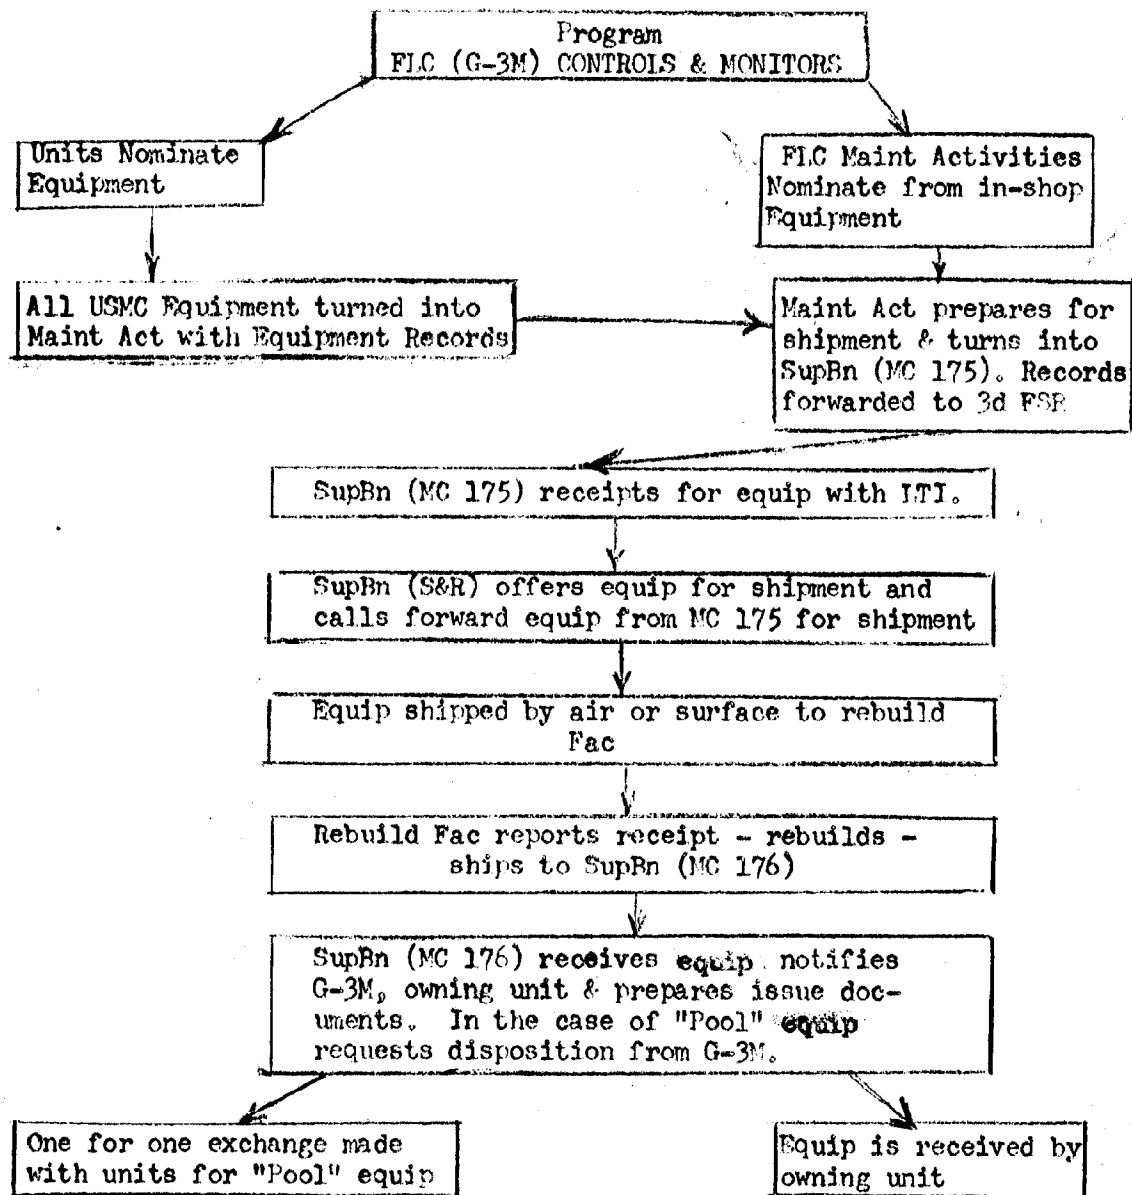 Program
FLC (G-3M) CONTROLS & MONITORS
Units Nominate
Equipment
FLC Maint Activities
Nominate from in-shop
Equipment
All USMC Equipment turned into
Maint Act with Equipment Records
Maint Act prepares for
shipment & turns into
SupBn (MC 175). Records
forwarded to 3d FSR
SupBn (MC 175) receipts for equip with LTI.
SupBn (S&R) offers equip for shipment and
calls forward equip from MC 175 for shipment
Equip shipped by air or surface to rebuild
Fac
Rebuild Fac reports receipt - rebuilds -
ships to SupBn (MC 176)
SupBn (MC 176) receives equip notifies
G-3M, owning unit & prepares issue doc-
uments. In the case of "Pool" equip
requests disposition from G-3M.
One for one exchange made
with units for "Pool" equip
Equip is received by
owning unit